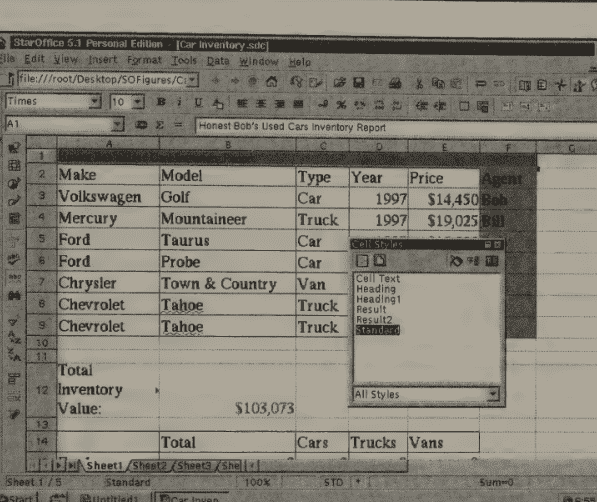 StarOffice 5.1 Personal Edition - [Car Inventory.sdc]
File Edit View Insert Format Tools Data Window Help
file:///root/Desktop/SOFigures/C
Times 10 B i U A
A1 Σ = Honest Bob's Used Cars Inventory Report
A B C D E F G
1
2 Make Model Type Year Price Agent
3 Volkswagen Golf Car 1997 $14,450 Bob
4 Mercury Mountaineer Truck 1997 $19,025 Bill
5 Ford Taurus Car
6 Ford Probe Car
7 Chrysler Town & Country Van
8 Chevrolet Tahoe Truck
9 Chevrolet Tahoe Truck
10
11
Total
12 Inventory
Value: $103,073
13
14 Total Cars Trucks Vans
Cell Styles
Cell Text
Heading
Heading1
Result
Result2
Standard
All Styles
Sheet1 Sheet2 Sheet3 She
Sheet 1 / 5 Standard 100% STD * Sum=0
Start Untitled1 Car Inven